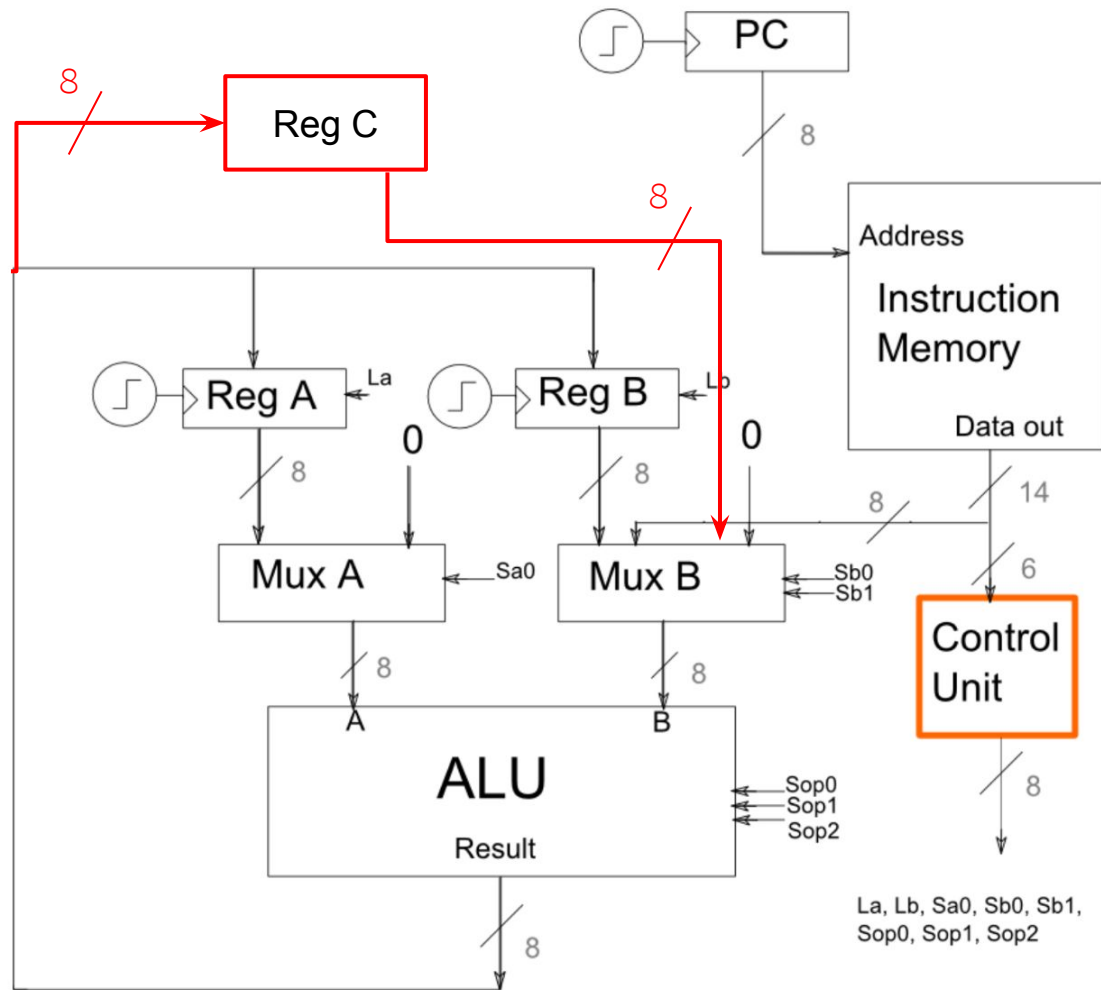 PC
8
Reg C
8
8
Address
Instruction
Memory
Data out
Reg A
La
Reg B
Lb
0
0
8
8
8
14
6
Mux A
Sa0
Mux B
Sb0
Sb1
Control
Unit
8
8
A
B
ALU
Result
Sop0
Sop1
Sop2
8
8
La, Lb, Sa0, Sb0, Sb1,
Sop0, Sop1, Sop2